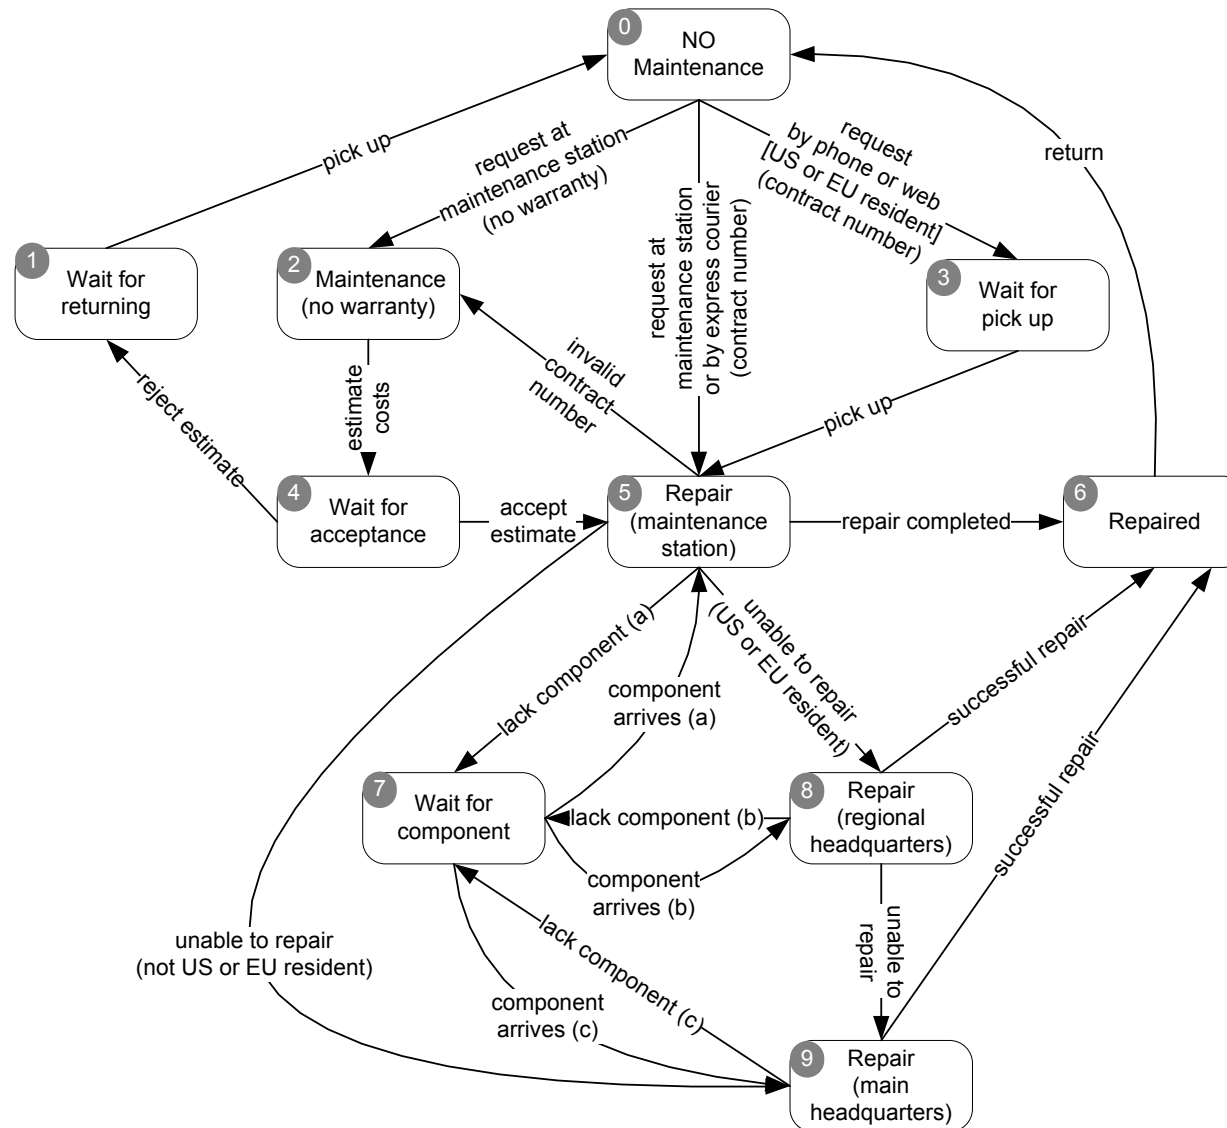 0
NO
Maintenance
pick up
request at
maintenance station
(no warranty)
request at
maintenance station
or by express courier
(contract number)
request
by phone or web
[US or EU resident]
(contract number)
return
1
Wait for
returning
2
Maintenance
(no warranty)
3
Wait for
pick up
reject estimate
estimate
costs
invalid
contract
number
pick up
4
Wait for
acceptance
accept
estimate
5
Repair
(maintenance
station)
repair completed
6
Repaired
lack component (a)
component
arrives (a)
unable to repair
(US or EU resident)
successful repair
successful repair
7
Wait for
component
lack component (b)
component
arrives (b)
8
Repair
(regional
headquarters)
unable to repair
(not US or EU resident)
component
arrives (c)
lack component (c)
unable to
repair
9
Repair
(main
headquarters)